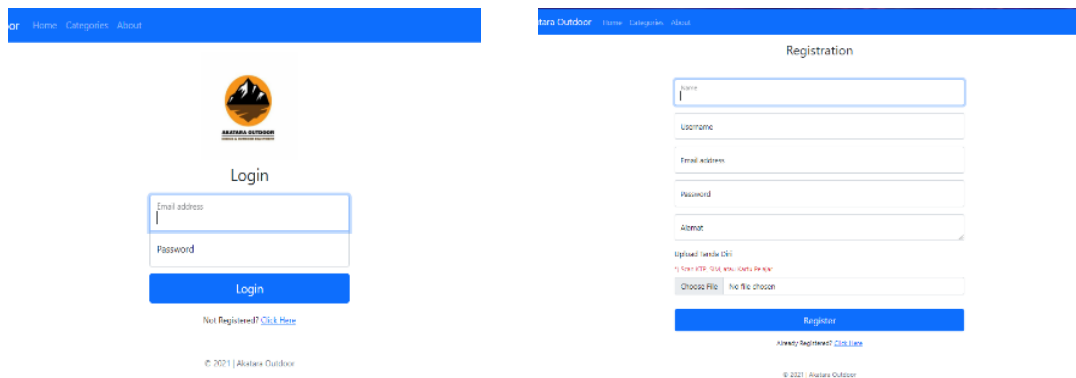 oor Home Categories About
AKATARA OUTDOOR
Login
Email address
Password
Login
Not Registered? Click Here
© 2021 | Akatara Outdoor
tara Outdoor Home Categories About
Registration
Name
Username
Email address
Password
Alamat
Upload Tanda Diri
*) Scan KTP, SIM, atau Kartu Pelajar
Choose File No file chosen
Register
Already Registered? Click Here
© 2021 | Akatara Outdoor